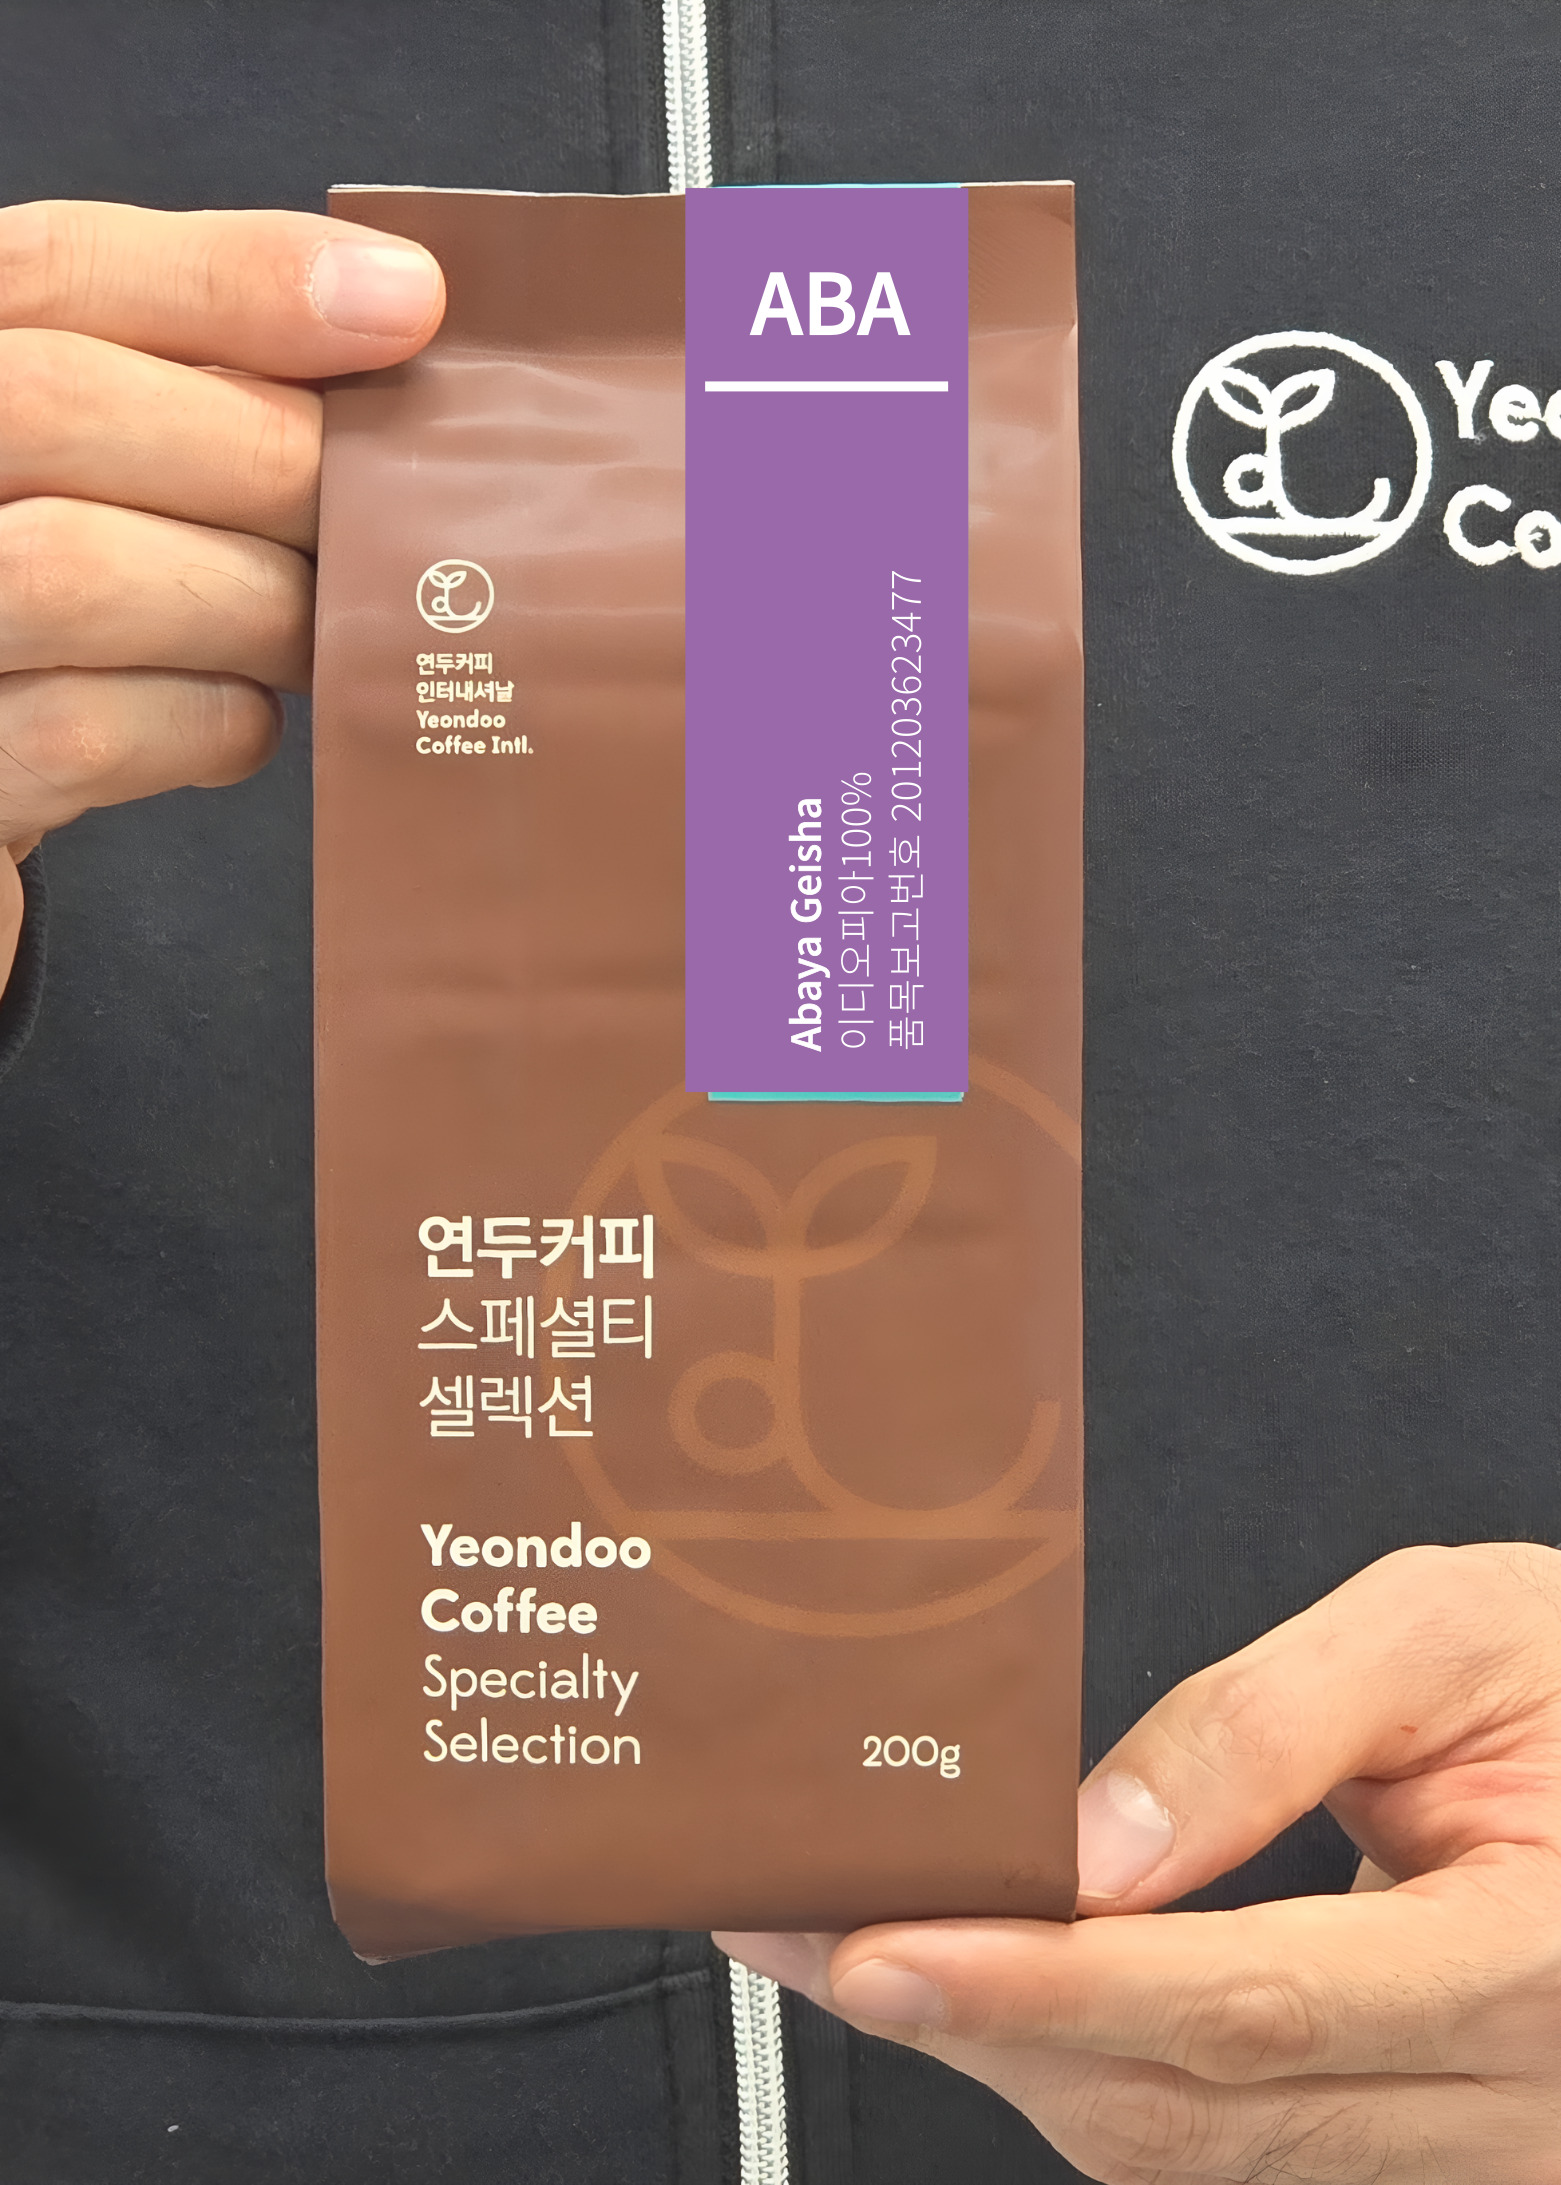 ABA
Abaya Geisha
이디오피아100%
품목보고번호 2012036623477
연두커피
인터내셔날
Yeondoo
Coffee Intl.
연두커피
스페셜티
셀렉션
Yeondoo
Coffee
Specialty
Selection
200g